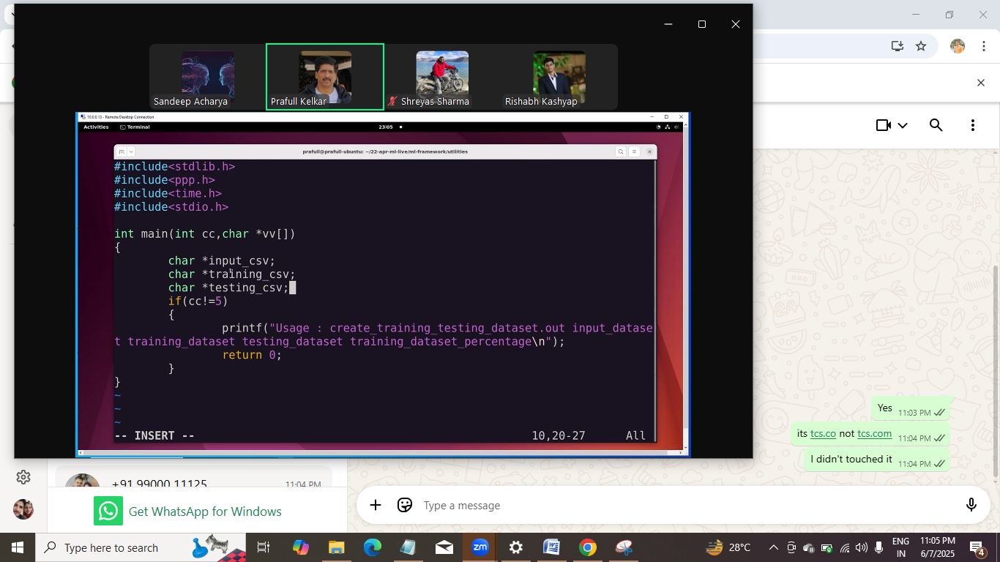 Sandeep Acharya
Prafull Kelkar
Shreyas Sharma
Rishabh Kashyap
10.0.0.13 - Remote Desktop Connection
Activities
Terminal
23:05
prafull@prafull-ubuntu: ~/22-apr-ml-live/ml-framework/utilities
#include<stdlib.h>
#include<ppp.h>
#include<time.h>
#include<stdio.h>
int main(int cc,char *vv[])
{
char *input_csv;
char *training_csv;
char *testing_csv;
if(cc!=5)
{
printf("Usage : create_training_testing_dataset.out input_datase
t training_dataset testing_dataset training_dataset_percentage\n");
return 0;
}
}
~
~
~
-- INSERT --
10,20-27
All
Yes
11:03 PM
its tcs.co not tcs.com
11:04 PM
I didn't touched it
11:04 PM
+91 99000 11125
11:04 PM
Get WhatsApp for Windows
Type a message
Type here to search
28°C
ENG
IN
11:05 PM
6/7/2025
4